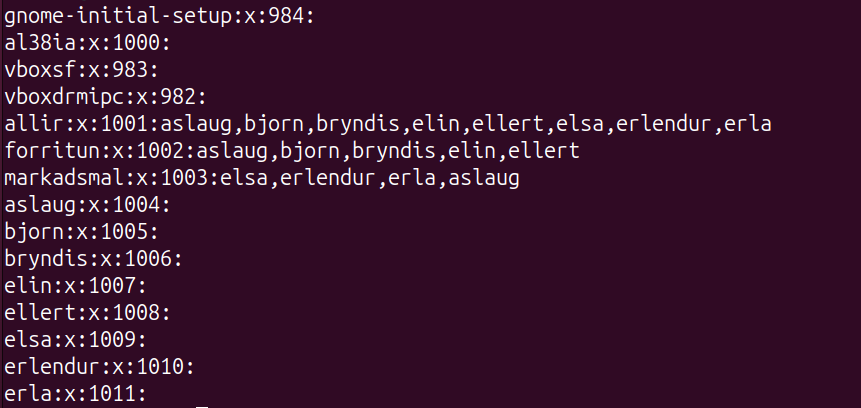 gnome-initial-setup:x:984:
al38ia:x:1000:
vboxsf:x:983:
vboxdrmipc:x:982:
allir:x:1001:aslaug,bjorn,bryndis,elin,ellert,elsa,erlendur,erla
forritun:x:1002:aslaug,bjorn,bryndis,elin,ellert
markadsmal:x:1003:elsa,erlendur,erla,aslaug
aslaug:x:1004:
bjorn:x:1005:
bryndis:x:1006:
elin:x:1007:
ellert:x:1008:
elsa:x:1009:
erlendur:x:1010:
erla:x:1011: